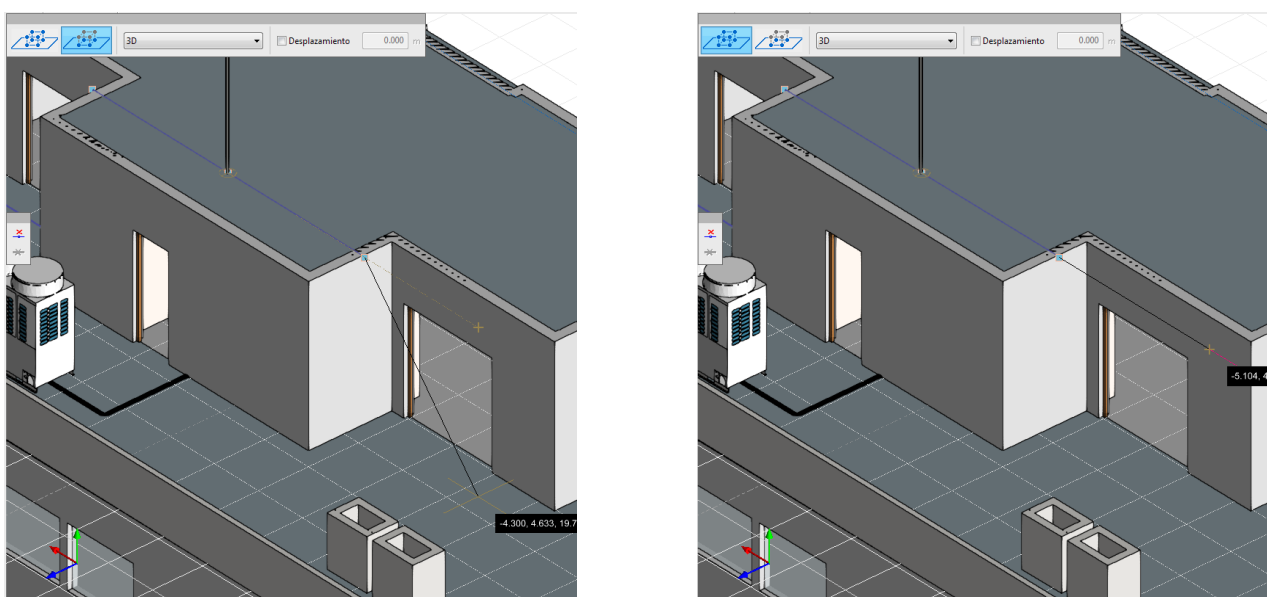 3D
Desplazamiento
0.000
m
-4.300, 4.633, 19.7
3D
Desplazamiento
0.000
m
-5.104, 4